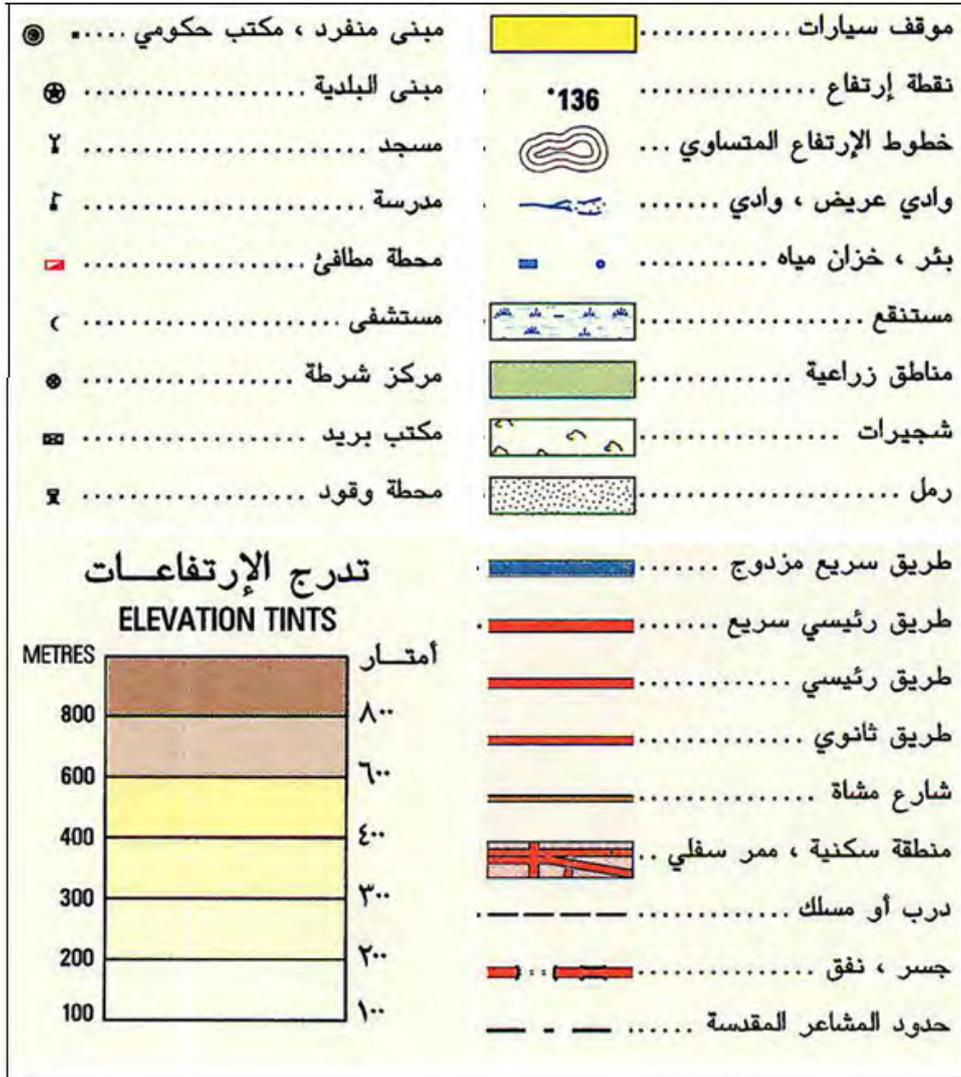 موقف سيارات .............
نقطة إرتفاع ...............
136
خطوط الإرتفاع المتساوي ...
وادي عريض ، وادي .......
بئر ، خزان مياه ...........
مستنقع ...................
مناطق زراعية ............
شجيرات .................
رمل .....................
طريق سريع مزدوج .......
طريق رئيسي سريع .......
طريق رئيسي .............
طريق ثانوي .............
شارع مشاة ..............
منطقة سكنية ، ممر سفلي ..
درب أو مسلك ............
جسر ، نفق ..............
حدود المشاعر المقدسة ......
مبنى منفرد ، مكتب حكومي ....
مبنى البلدية ...................
مسجد .......................
مدرسة ......................
محطة مطافئ .................
مستشفى .....................
مركز شرطة ..................
مكتب بريد ...................
محطة وقود ...................
تدرج الإرتفاعــات
ELEVATION TINTS
METRES أمتــار
800 ٨٠٠
600 ٦٠٠
400 ٤٠٠
300 ٣٠٠
200 ٢٠٠
100 ١٠٠